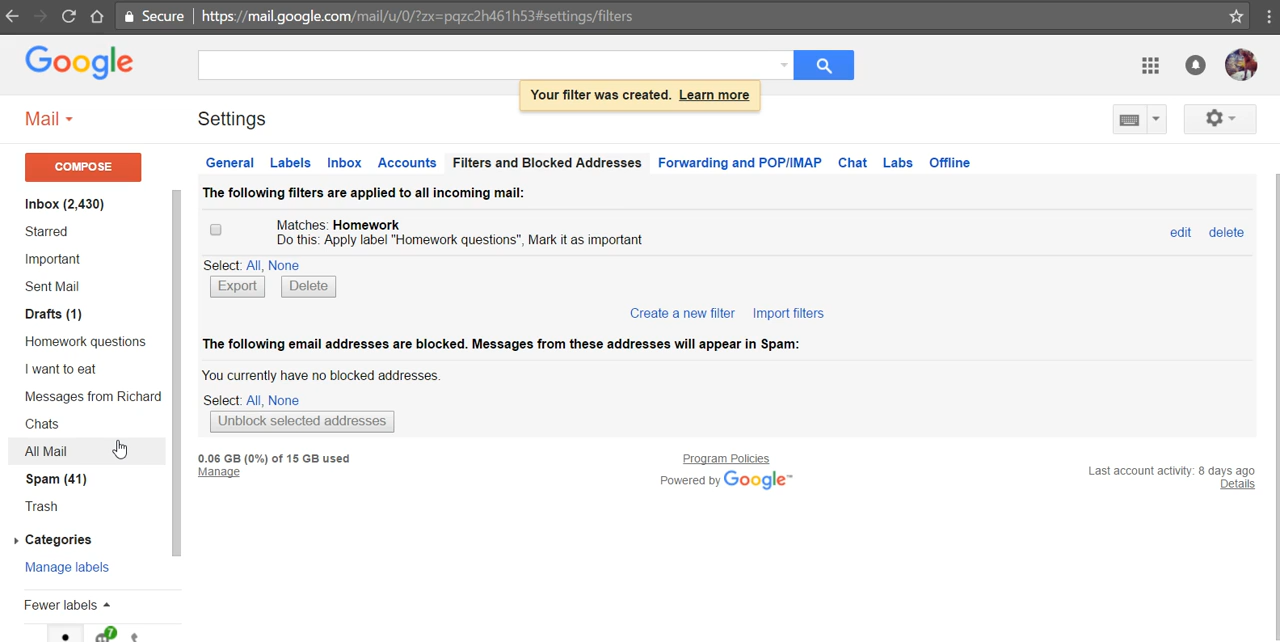 Secure https://mail.google.com/mail/u/0/?zx=pqzc2h461h53#settings/filters
Google
Your filter was created. Learn more
Mail
Settings
COMPOSE
General Labels Inbox Accounts Filters and Blocked Addresses Forwarding and POP/IMAP Chat Labs Offline
The following filters are applied to all incoming mail:
Inbox (2,430)
Starred
Important
Sent Mail
Drafts (1)
Homework questions
I want to eat
Messages from Richard
Chats
All Mail
Spam (41)
Trash
Categories
Manage labels
Fewer labels
7
Matches: Homework
Do this: Apply label "Homework questions", Mark it as important
edit delete
Select: All, None
Export Delete
Create a new filter Import filters
The following email addresses are blocked. Messages from these addresses will appear in Spam:
You currently have no blocked addresses.
Select: All, None
Unblock selected addresses
0.06 GB (0%) of 15 GB used
Manage
Program Policies
Powered by Google™
Last account activity: 8 days ago
Details